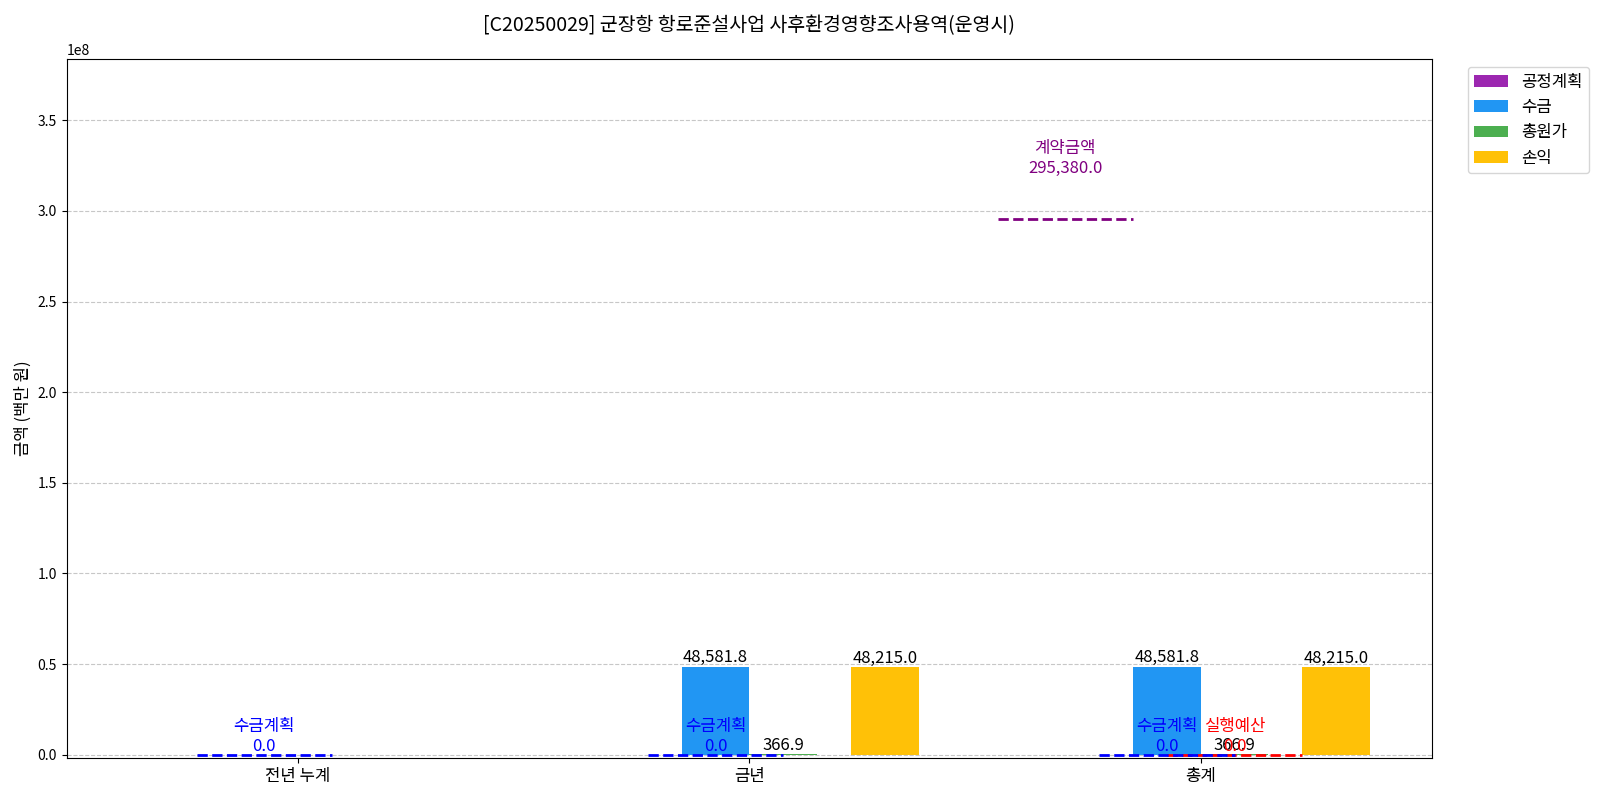 [C20250029] 군장항 항로준설사업 사후환경영향조사용역(운영시)
1e8
금액 (백만 원)
3.5
3.0
2.5
2.0
1.5
1.0
0.5
0.0
계약금액
295,380.0
48,581.8
48,215.0
48,581.8
48,215.0
수금계획
0.0
수금계획
0.0
366.9
수금계획
0.0
실행예산
0.0
366.9
전년 누계
금년
총계
공정계획
수금
총원가
손익